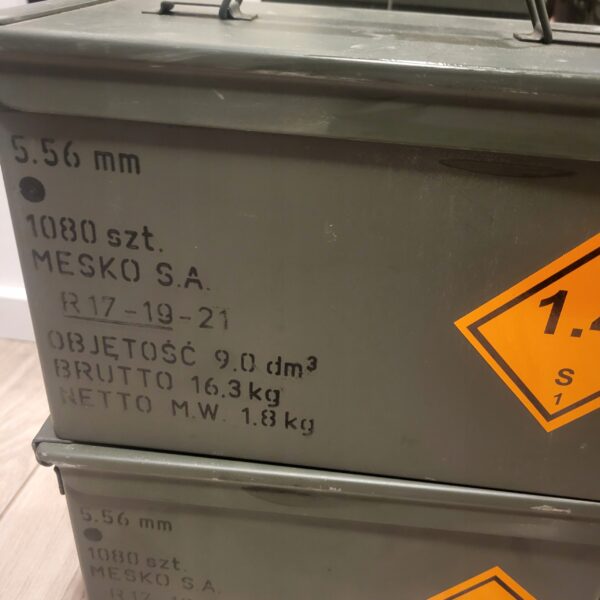 5.56 mm
1080 szt.
MESKO S.A.
R 17-19-21
OBJĘTOŚĆ 9.0 dm³
BRUTTO 16.3 kg
NETTO M.W. 1.8 kg
1.4
S
1
5.56 mm
1080 szt.
MESKO S.A.